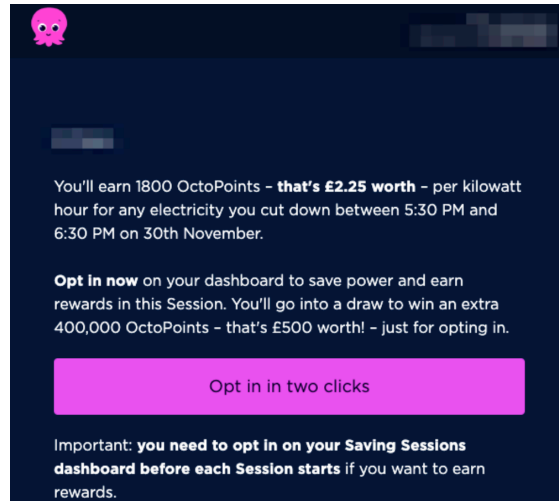 You'll earn 1800 OctoPoints – that's £2.25 worth – per kilowatt
hour for any electricity you cut down between 5:30 PM and
6:30 PM on 30th November.
Opt in now on your dashboard to save power and earn
rewards in this Session. You'll go into a draw to win an extra
400,000 OctoPoints – that's £500 worth! – just for opting in.
Opt in in two clicks
Important: you need to opt in on your Saving Sessions
dashboard before each Session starts if you want to earn
rewards.